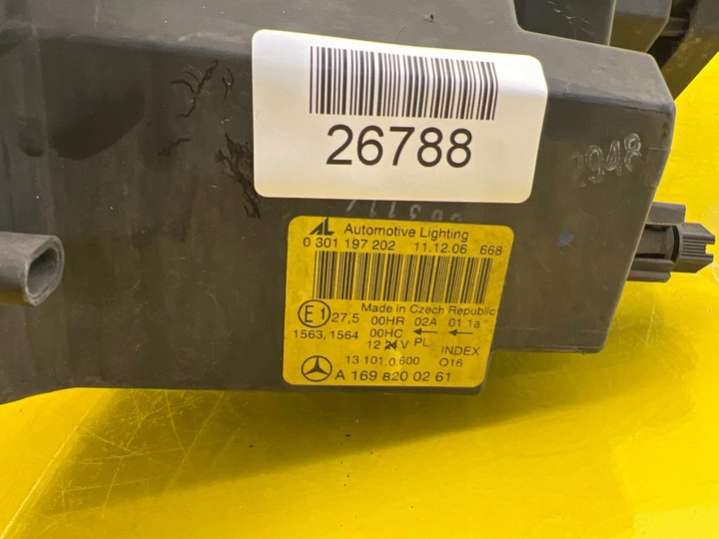 26788
2948
AL Automotive Lighting
0 301 197 202 11.12.06 668
Made in Czech Republic
E1 27,5 00HR 02A 01 1a
1563, 1564 00HC ← ←
12 24 V PL INDEX
13 101.0 600 016
A 169 820 02 61